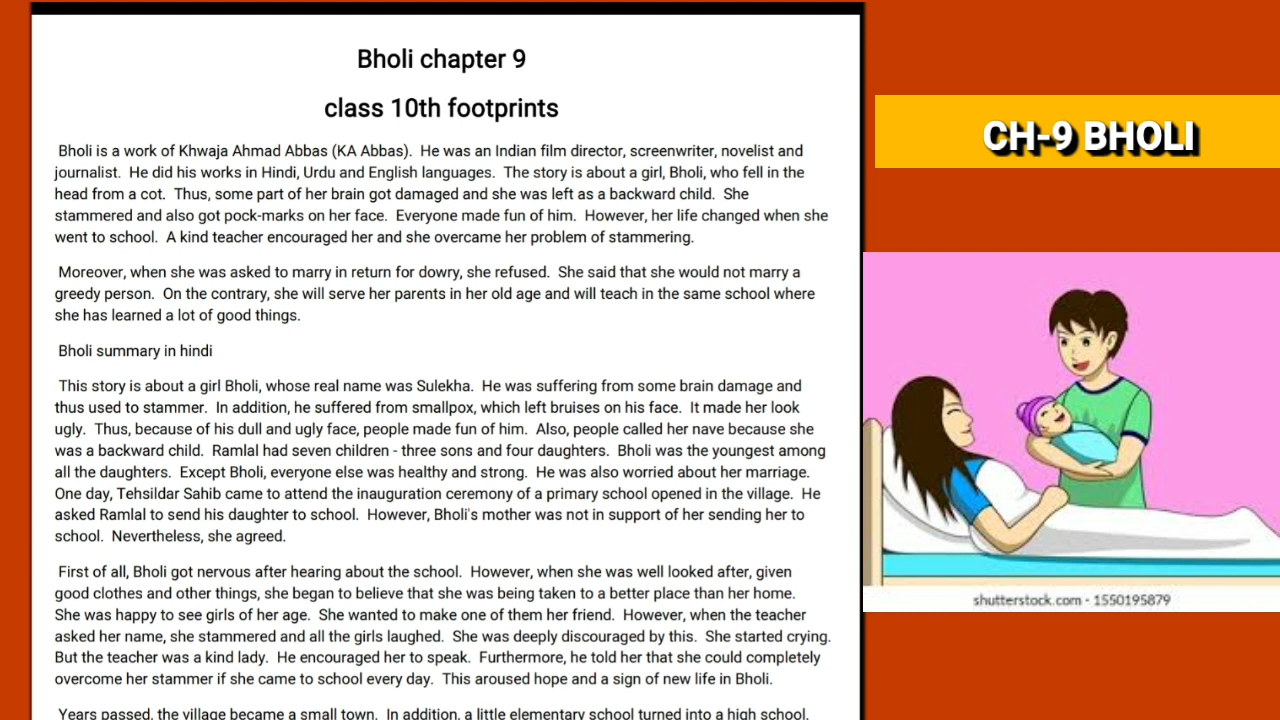 Bholi chapter 9
class 10th footprints
Bholi is a work of Khwaja Ahmad Abbas (KA Abbas). He was an Indian film director, screenwriter, novelist and
journalist. He did his works in Hindi, Urdu and English languages. The story is about a girl, Bholi, who fell in the
head from a cot. Thus, some part of her brain got damaged and she was left as a backward child. She
stammered and also got pock-marks on her face. Everyone made fun of him. However, her life changed when she
went to school. A kind teacher encouraged her and she overcame her problem of stammering.
Moreover, when she was asked to marry in return for dowry, she refused. She said that she would not marry a
greedy person. On the contrary, she will serve her parents in her old age and will teach in the same school where
she has learned a lot of good things.
Bholi summary in hindi
This story is about a girl Bholi, whose real name was Sulekha. He was suffering from some brain damage and
thus used to stammer. In addition, he suffered from smallpox, which left bruises on his face. It made her look
ugly. Thus, because of his dull and ugly face, people made fun of him. Also, people called her nave because she
was a backward child. Ramlal had seven children - three sons and four daughters. Bholi was the youngest among
all the daughters. Except Bholi, everyone else was healthy and strong. He was also worried about her marriage.
One day, Tehsildar Sahib came to attend the inauguration ceremony of a primary school opened in the village. He
asked Ramlal to send his daughter to school. However, Bholi's mother was not in support of her sending her to
school. Nevertheless, she agreed.
First of all, Bholi got nervous after hearing about the school. However, when she was well looked after, given
good clothes and other things, she began to believe that she was being taken to a better place than her home.
She was happy to see girls of her age. She wanted to make one of them her friend. However, when the teacher
asked her name, she stammered and all the girls laughed. She was deeply discouraged by this. She started crying.
But the teacher was a kind lady. He encouraged her to speak. Furthermore, he told her that she could completely
overcome her stammer if she came to school every day. This aroused hope and a sign of new life in Bholi.
Years passed, the village became a small town. In addition, a little elementary school turned into a high school.
CH-9 BHOLI
shutterstock.com - 1550195879